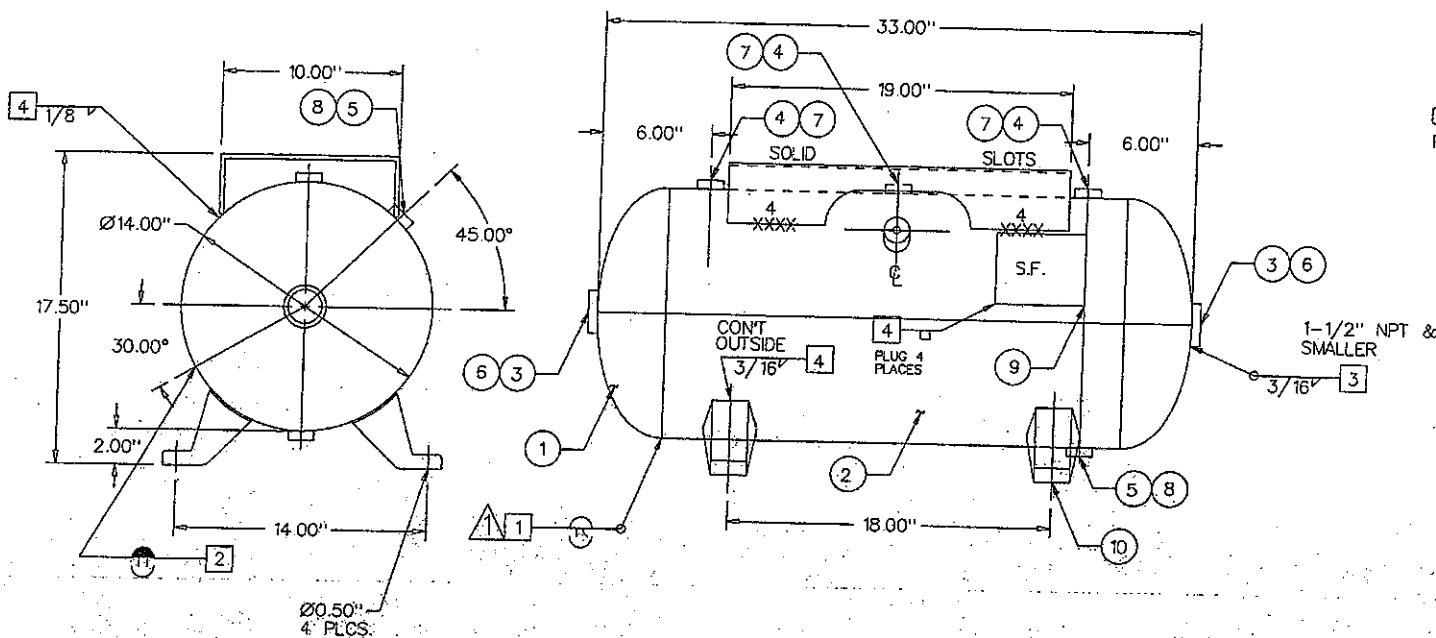 33.00"
10.00"
7 4
19.00"
4
1/8
8 5
6.00"
4 7
7 4
6.00"
SOLID
SLOTS
Ø14.00"
45.00°
4
4
17.50"
℄
S.F.
3 6
30.00°
CON'T
OUTSIDE
3/16 4
4
PLUG 4
PLACES
9
1-1/2" NPT &
SMALLER
3/16 3
6 3
2.00"
1
2
5 8
14.00"
1 1
18.00"
10
2
Ø0.50"
4 PLCS.